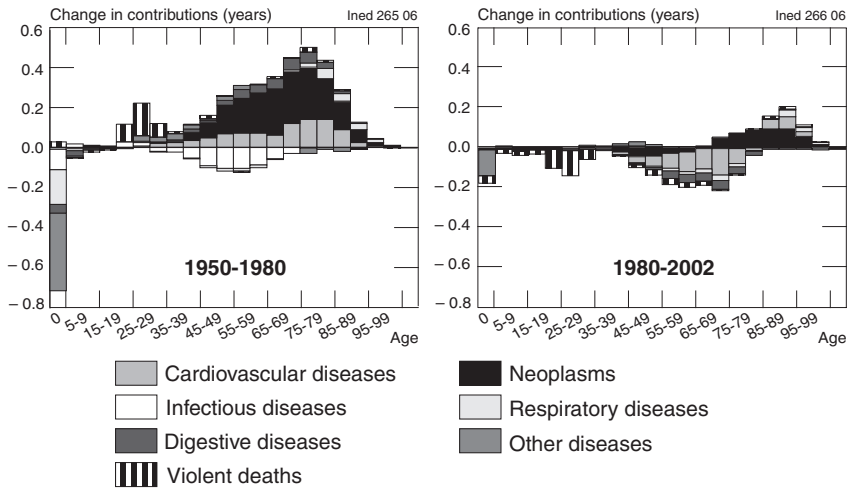 Change in contributions (years) Ined 265 06
0.6
0.4
0.2
0.0
– 0.2
– 0.4
– 0.6
– 0.8
1950-1980
0 5-9 15-19 25-29 35-39 45-49 55-59 65-69 75-79 85-89 95-99
Age
Change in contributions (years) Ined 266 06
0.6
0.4
0.2
0.0
– 0.2
– 0.4
– 0.6
– 0.8
1980-2002
0 5-9 15-19 25-29 35-39 45-49 55-59 65-69 75-79 85-89 95-99
Age
Cardiovascular diseases
Infectious diseases
Digestive diseases
Violent deaths
Neoplasms
Respiratory diseases
Other diseases